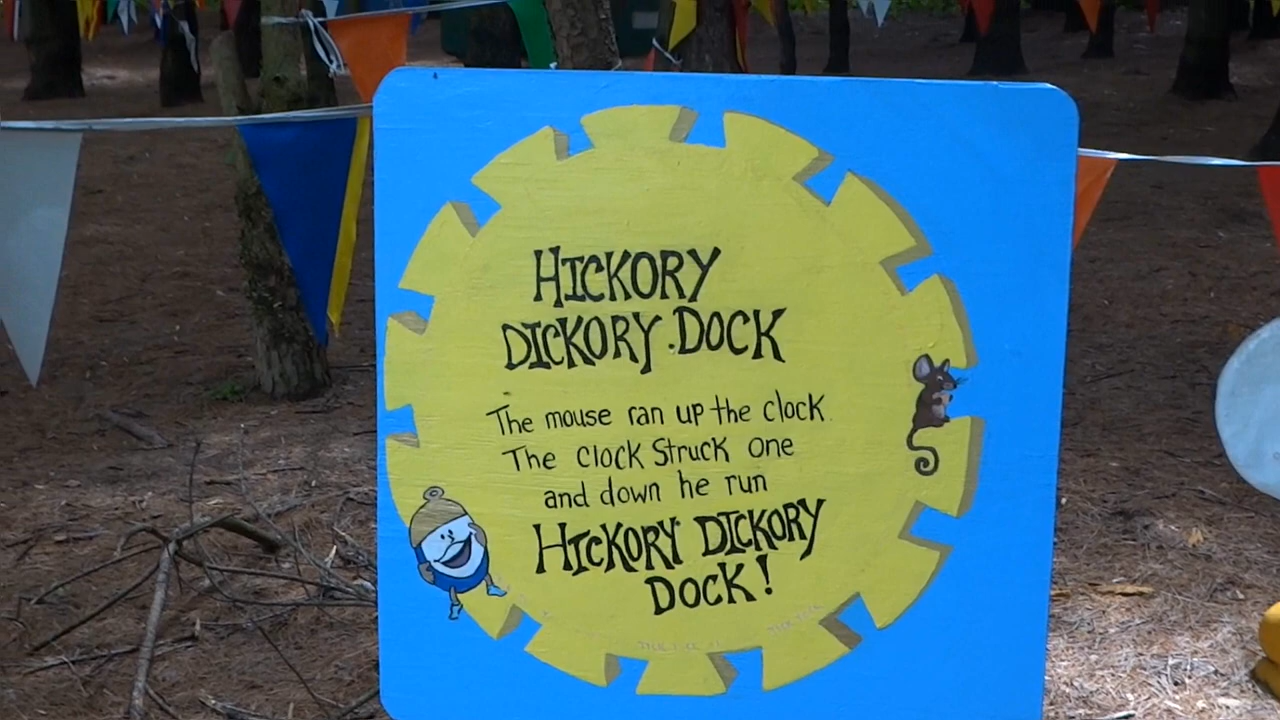 HICKORY
DICKORY DOCK
The mouse ran up the clock.
The clock Struck one
and down he run
HICKORY DICKORY
DOCK!